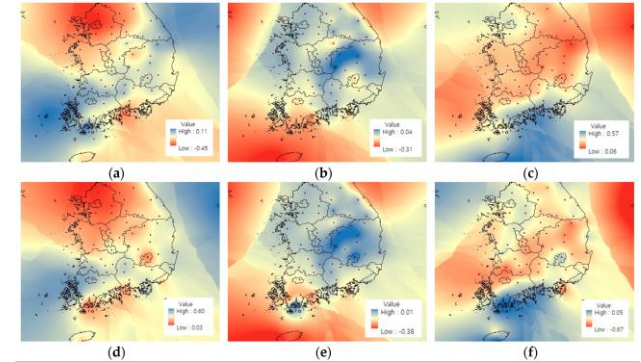 Value
High : 0.11
Low : -0.45
Value
High : 0.04
Low : -0.31
Value
High : 0.57
Low : 0.06
(a)
(b)
(c)
Value
High : 0.60
Low : 0.03
Value
High : 0.01
Low : -0.38
Value
High : 0.05
Low : -0.67
(d)
(e)
(f)